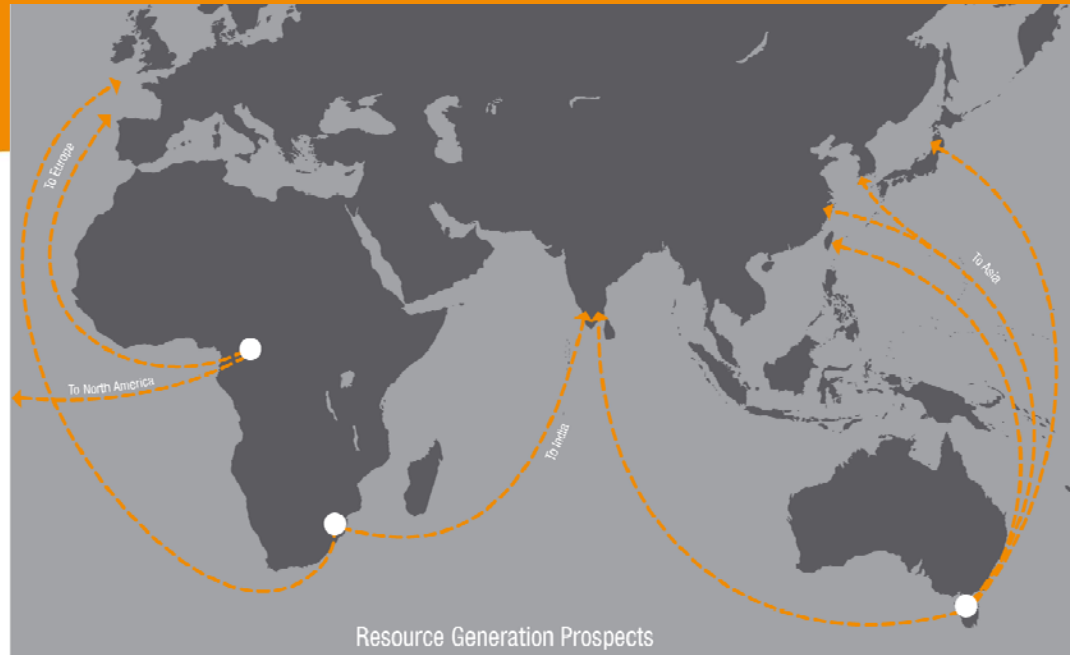 To Europe
To Asia
To North America
To India
Resource Generation Prospects